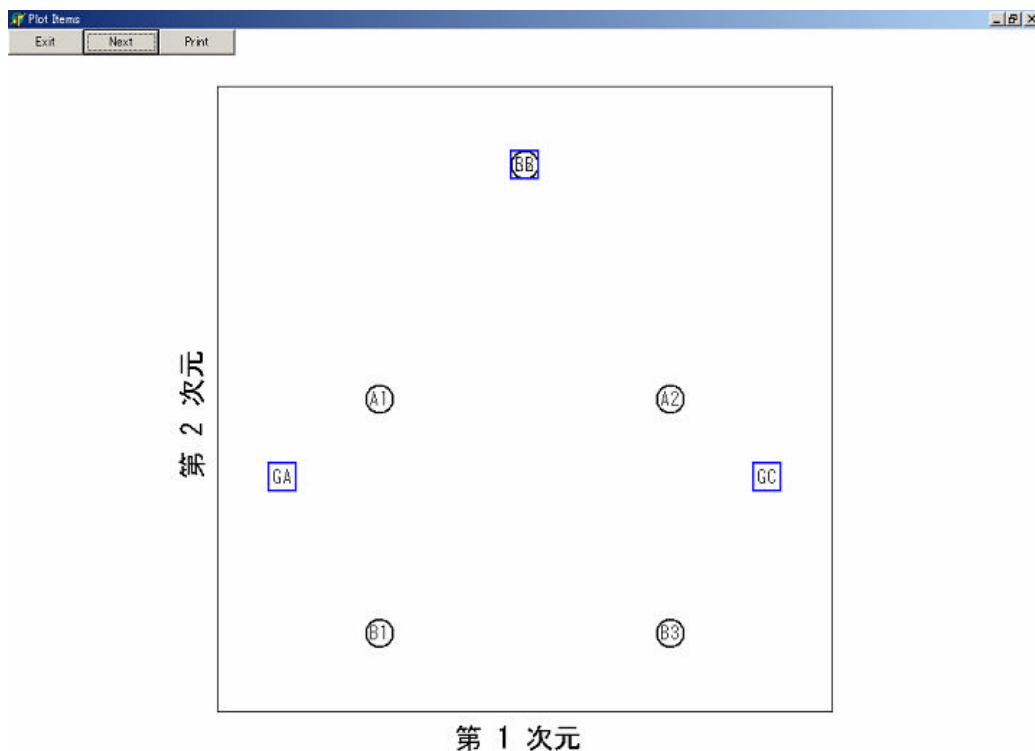 Plot Items
Exit Next Print
A1 A2
GA GC
B1 B3
第 2 次元
第 1 次元